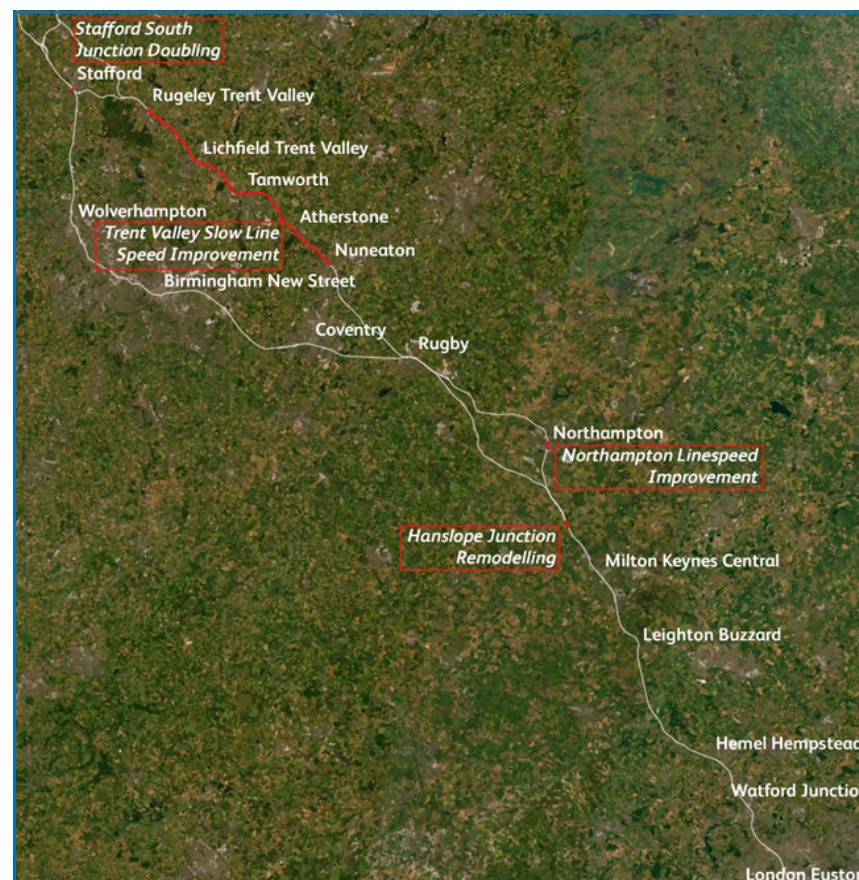 Stafford South
Junction Doubling
Stafford
Rugeley Trent Valley
Lichfield Trent Valley
Tamworth
Wolverhampton
Atherstone
Trent Valley Slow Line
Speed Improvement
Nuneaton
Birmingham New Street
Coventry
Rugby
Northampton
Northampton Linespeed
Improvement
Hanslope Junction
Remodelling
Milton Keynes Central
Leighton Buzzard
Hemel Hempstead
Watford Junctio
London Eusto